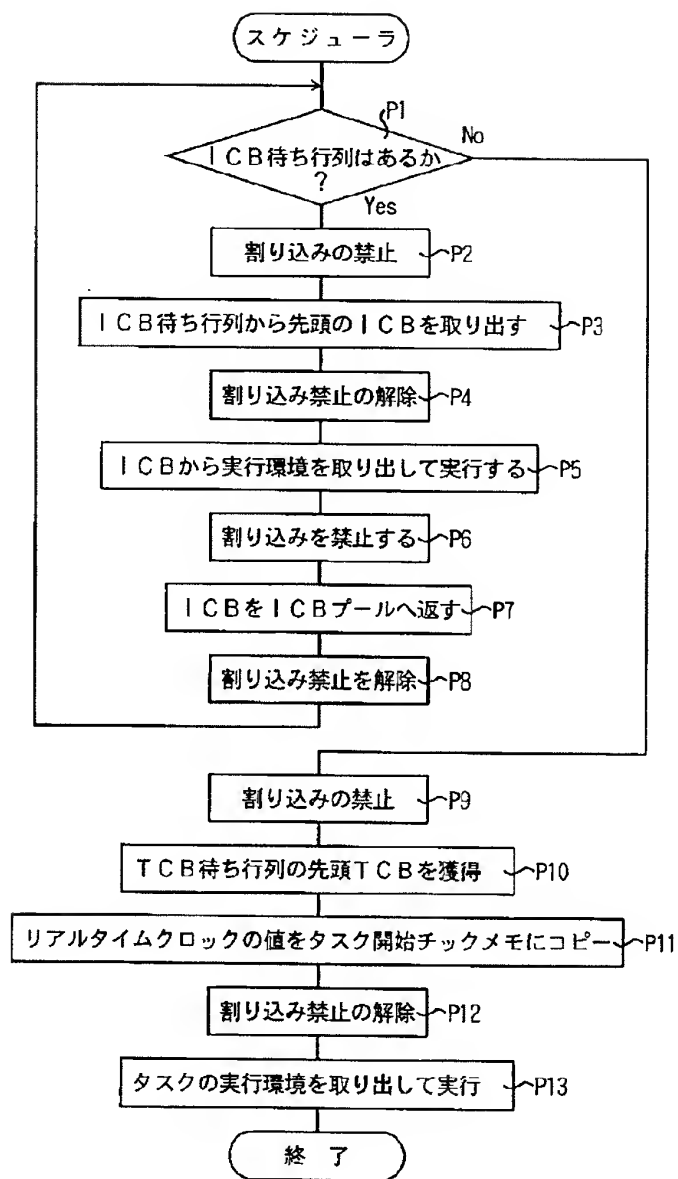 スケジューラ
P1
No
ICB待ち行列はあるか
?
Yes
割り込みの禁止 P2
ICB待ち行列から先頭のICBを取り出す P3
割り込み禁止の解除 P4
ICBから実行環境を取り出して実行する P5
割り込みを禁止する P6
ICBをICBプールへ返す P7
割り込み禁止を解除 P8
割り込みの禁止 P9
TCB待ち行列の先頭TCBを獲得 P10
リアルタイムクロックの値をタスク開始チックメモにコピー P11
割り込み禁止の解除 P12
タスクの実行環境を取り出して実行 P13
終了